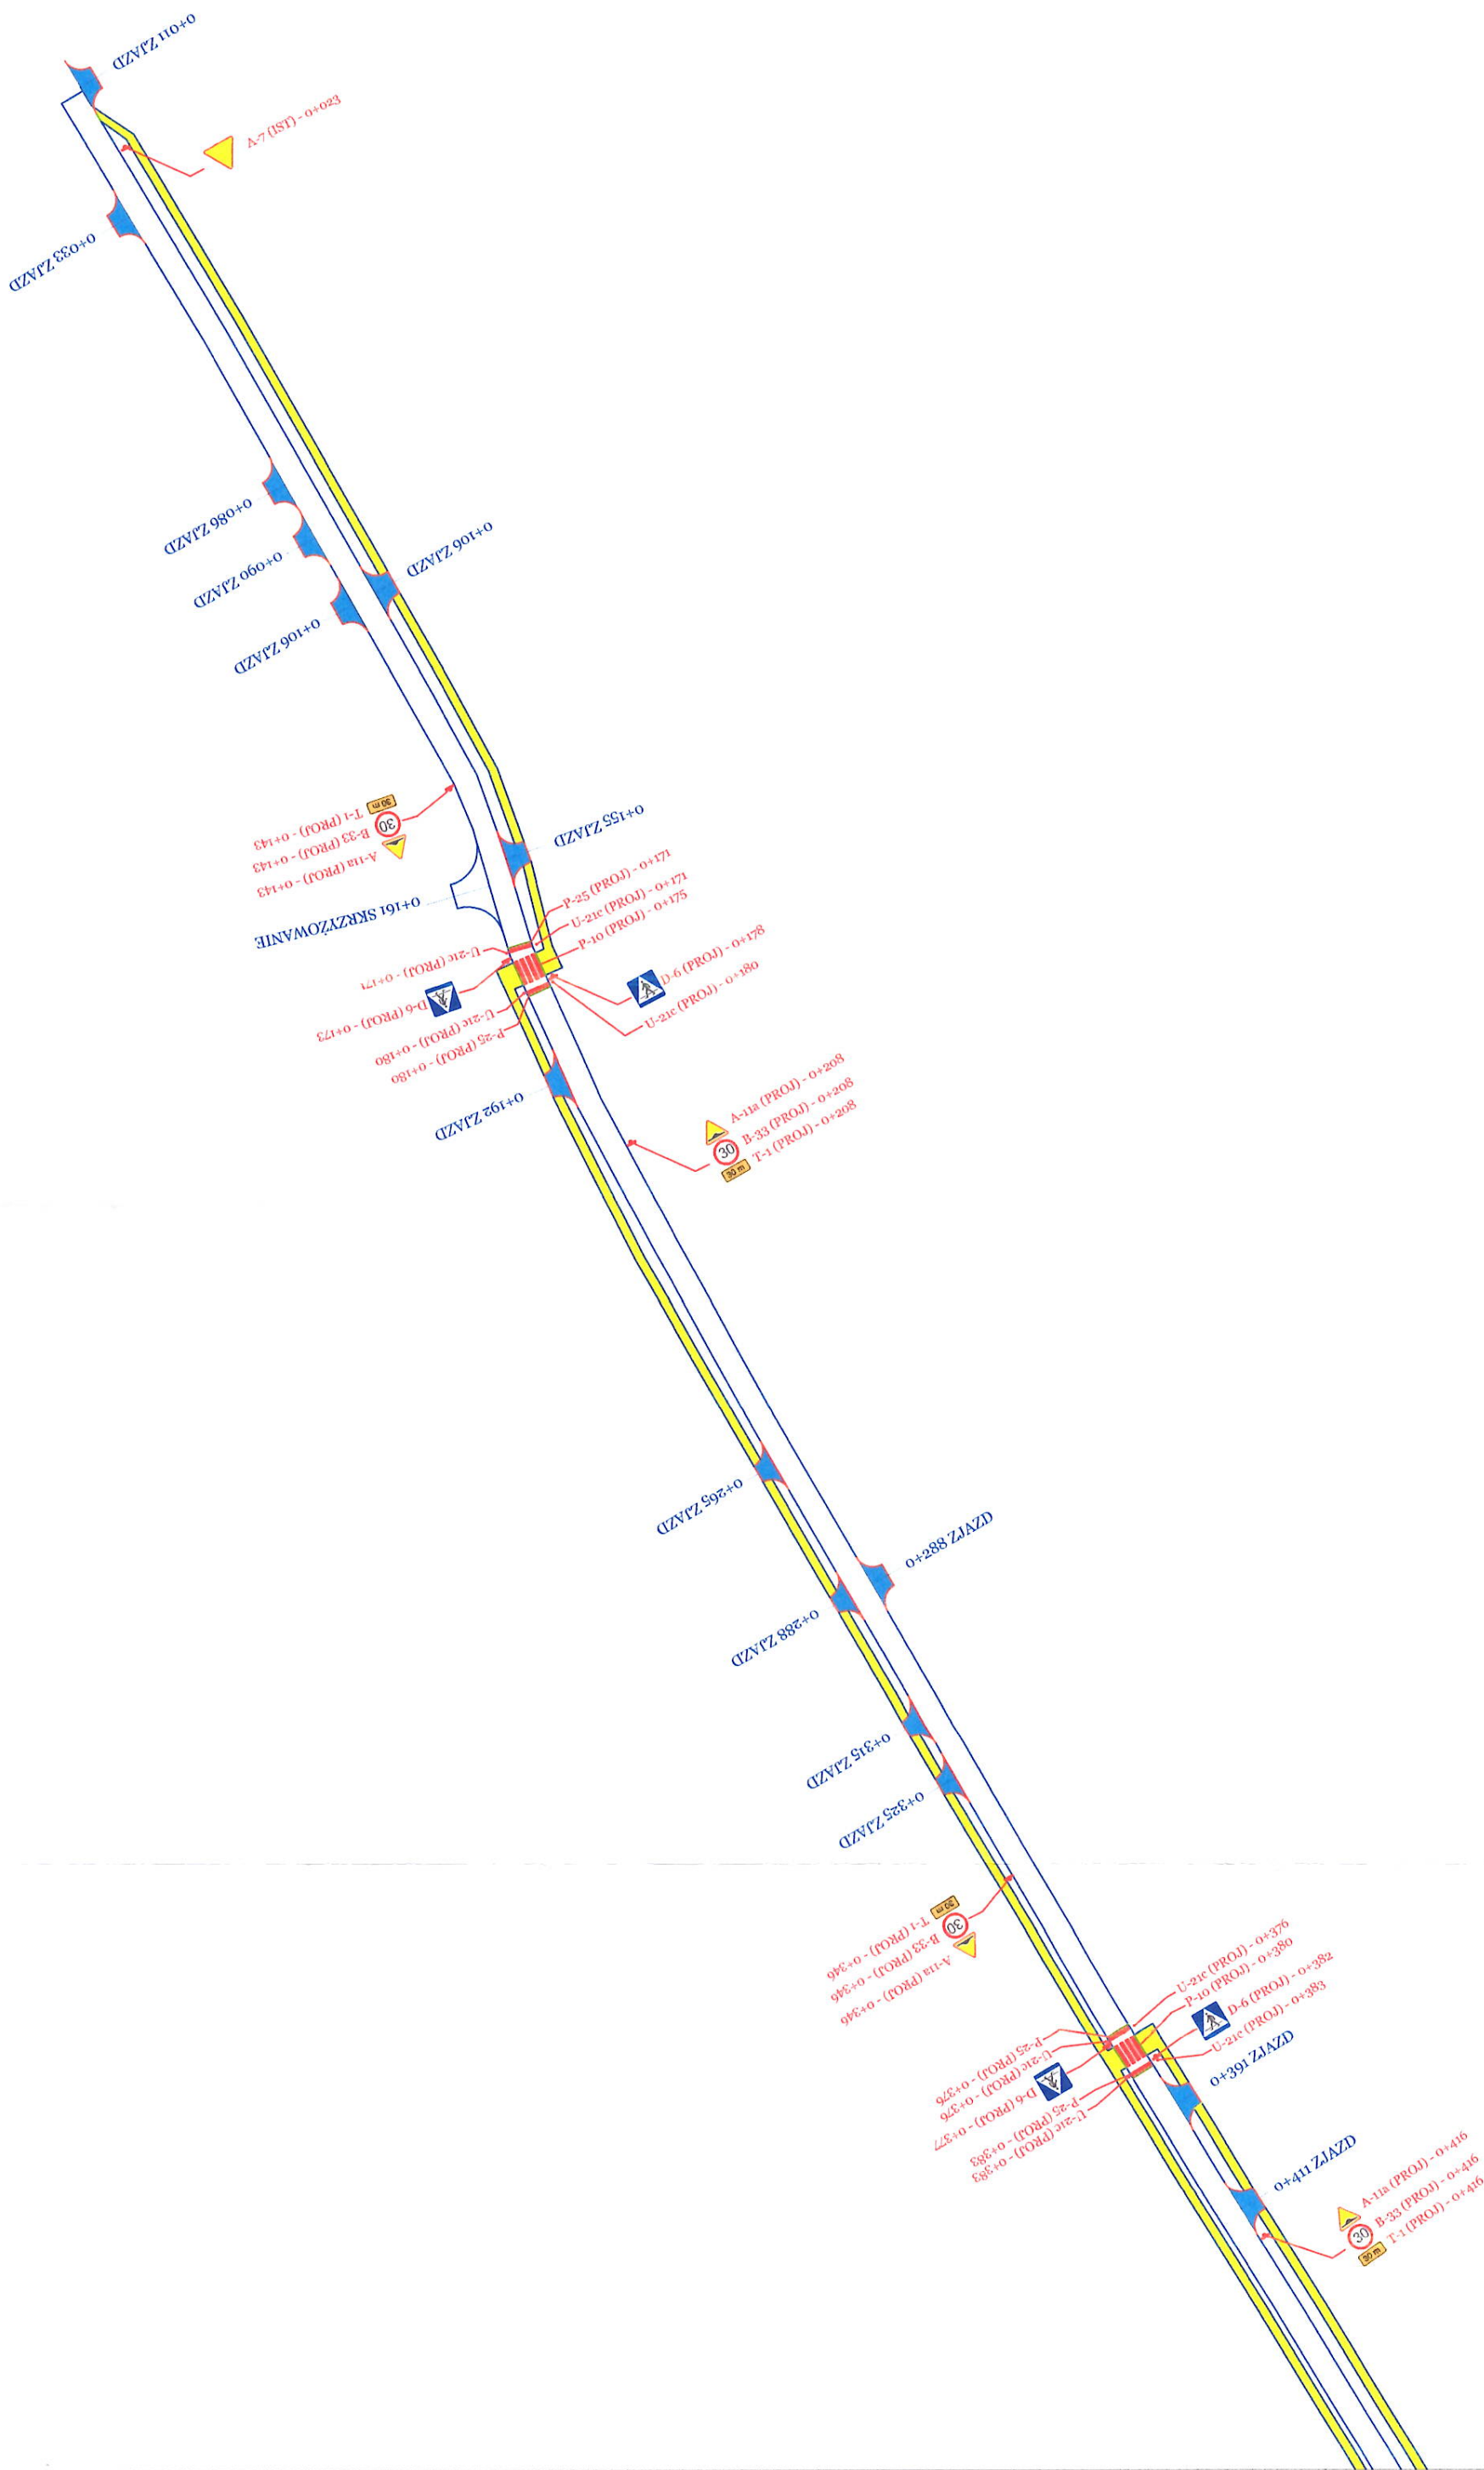 0+011 ZJAZD
A-7 (IST) - 0+023
0+033 ZJAZD
0+086 ZJAZD
0+090 ZJAZD
0+106 ZJAZD
0+106 ZJAZD
T-1 (PROJ) - 0+143
B-33 (PROJ) - 0+143
A-11a (PROJ) - 0+143
30 m
30
0+155 ZJAZD
0+161 SKRZYŻOWANIE
P-25 (PROJ) - 0+171
U-21c (PROJ) - 0+171
P-10 (PROJ) - 0+175
U-21c (PROJ) - 0+171
D-6 (PROJ) - 0+173
U-21c (PROJ) - 0+180
P-25 (PROJ) - 0+180
D-6 (PROJ) - 0+178
U-21c (PROJ) - 0+180
0+192 ZJAZD
A-11a (PROJ) - 0+208
B-33 (PROJ) - 0+208
T-1 (PROJ) - 0+208
30
30 m
0+265 ZJAZD
0+288 ZJAZD
0+288 ZJAZD
0+315 ZJAZD
0+325 ZJAZD
30 m
30
T-1 (PROJ) - 0+346
B-33 (PROJ) - 0+346
A-11a (PROJ) - 0+346
U-21c (PROJ) - 0+376
P-10 (PROJ) - 0+380
D-6 (PROJ) - 0+382
U-21c (PROJ) - 0+383
P-25 (PROJ) - 0+376
U-21c (PROJ) - 0+376
D-6 (PROJ) - 0+377
P-25 (PROJ) - 0+383
U-21c (PROJ) - 0+383
0+391 ZJAZD
0+411 ZJAZD
A-11a (PROJ) - 0+416
B-33 (PROJ) - 0+416
T-1 (PROJ) - 0+416
30
30 m